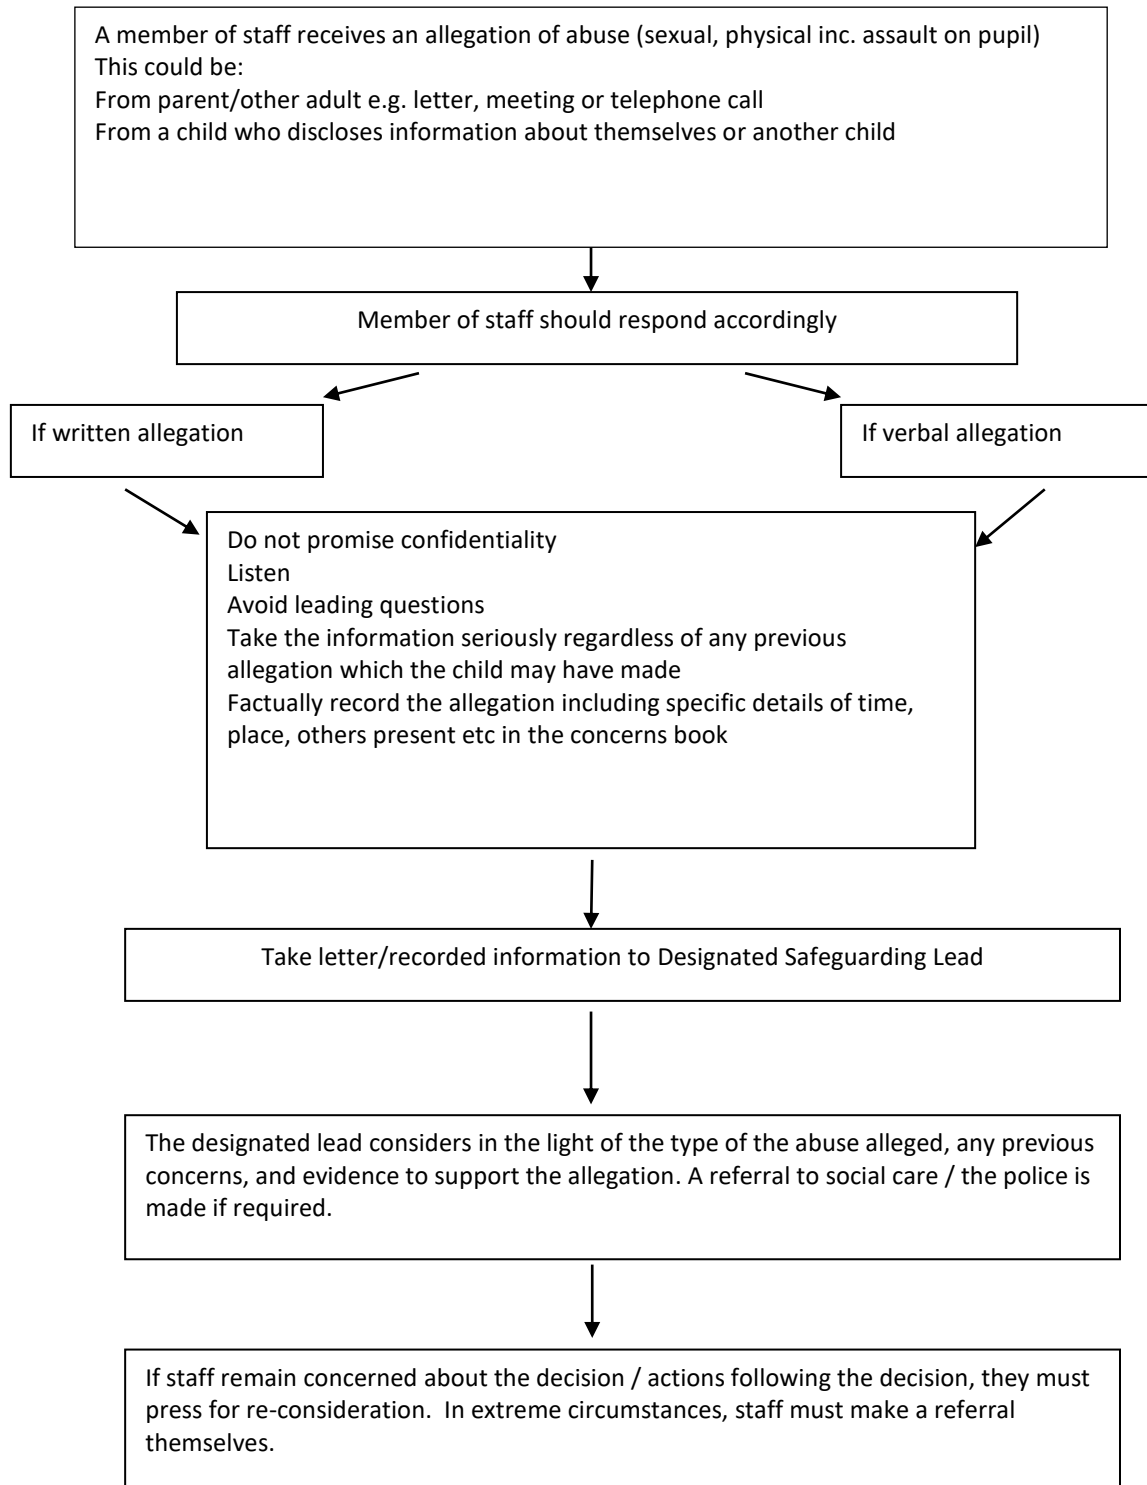 A member of staff receives an allegation of abuse (sexual, physical inc. assault on pupil)
This could be:
From parent/other adult e.g. letter, meeting or telephone call
From a child who discloses information about themselves or another child
Member of staff should respond accordingly
If written allegation
If verbal allegation
Do not promise confidentiality
Listen
Avoid leading questions
Take the information seriously regardless of any previous
allegation which the child may have made
Factually record the allegation including specific details of time,
place, others present etc in the concerns book
Take letter/recorded information to Designated Safeguarding Lead
The designated lead considers in the light of the type of the abuse alleged, any previous
concerns, and evidence to support the allegation. A referral to social care / the police is
made if required.
If staff remain concerned about the decision / actions following the decision, they must
press for re-consideration.  In extreme circumstances, staff must make a referral
themselves.